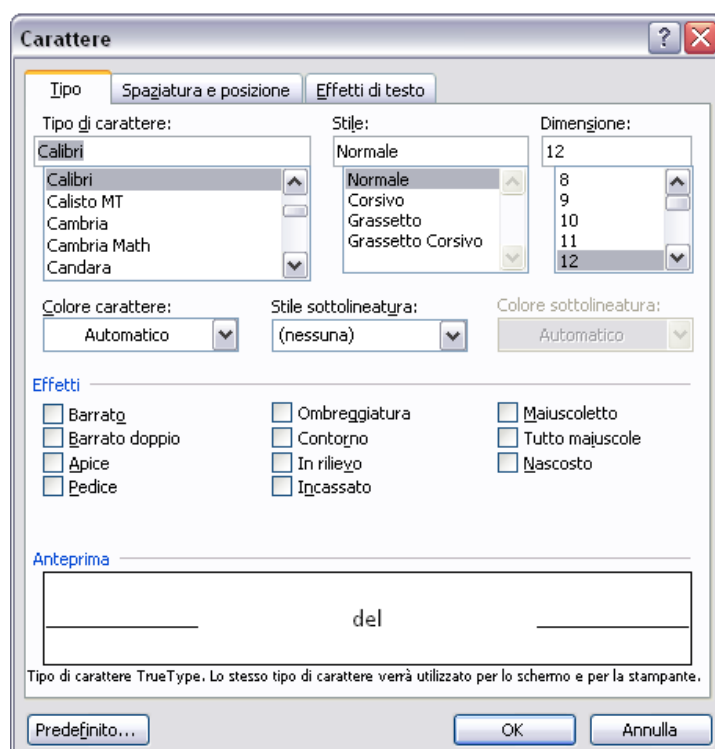 Carattere
Tipo
Spaziatura e posizione
Effetti di testo
Tipo di carattere:
Stile:
Dimensione:
Calibri
Normale
12
Calibri
Calisto MT
Cambria
Cambria Math
Candara
Normale
Corsivo
Grassetto
Grassetto Corsivo
8
9
10
11
12
Colore carattere:
Stile sottolineatura:
Colore sottolineatura:
Automatico
(nessuna)
Automatico
Effetti
Barrato
Barrato doppio
Apice
Pedice
Ombreggiatura
Contorno
In rilievo
Incassato
Maiuscoletto
Tutto maiuscole
Nascosto
Anteprima
del
Tipo di carattere TrueType. Lo stesso tipo di carattere verrà utilizzato per lo schermo e per la stampante.
Predefinito...
OK
Annulla